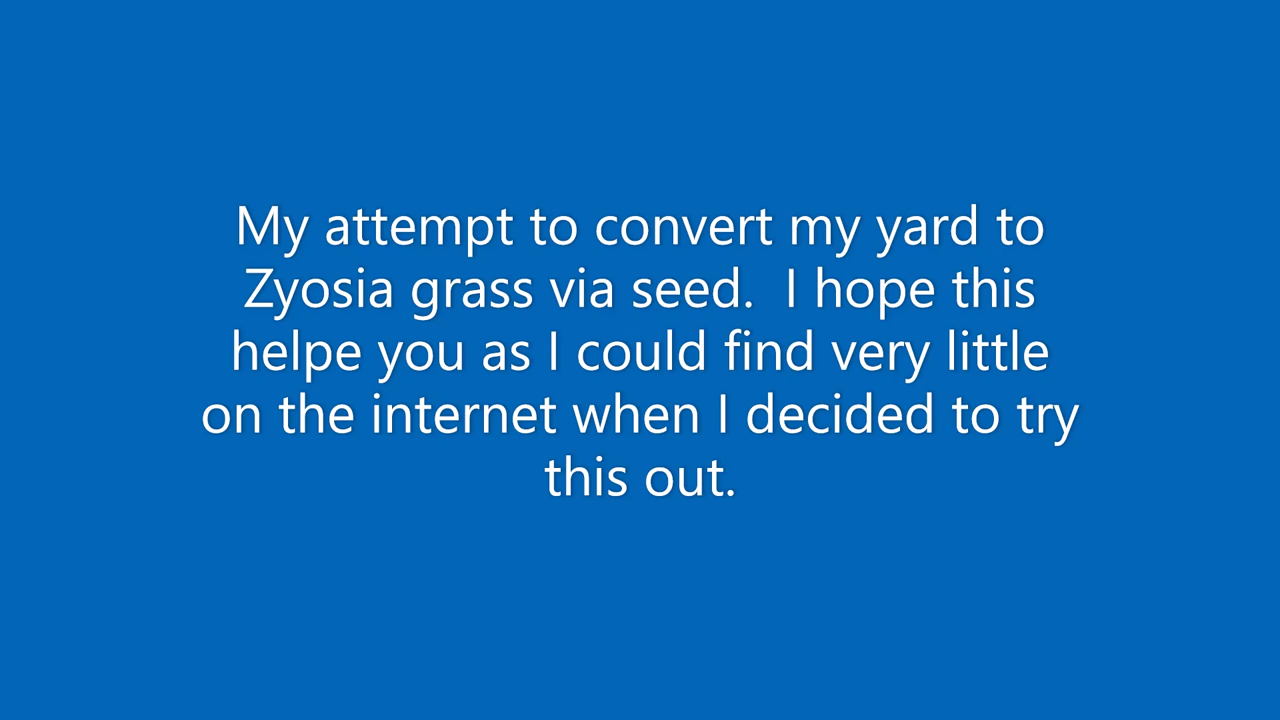 My attempt to convert my yard to
Zyosia grass via seed.  I hope this
helpe you as I could find very little
on the internet when I decided to try
this out.